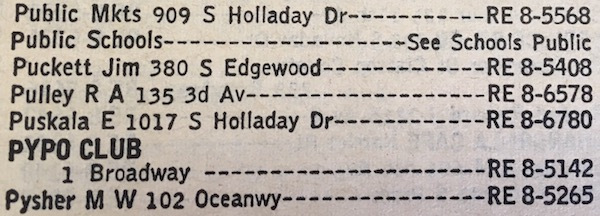 Public Mkts 909 S Holladay Dr-----------RE 8-5568
Public Schools--------------------See Schools Public
Puckett Jim 380 S Edgewood-------------RE 8-5408
Pulley R A 135 3d Av-------------------RE 8-6578
Puskala E 1017 S Holladay Dr------------RE 8-6780
PYPO CLUB
1 Broadway ----------------------RE 8-5142
Pysher M W 102 Oceanwy----------------RE 8-5265